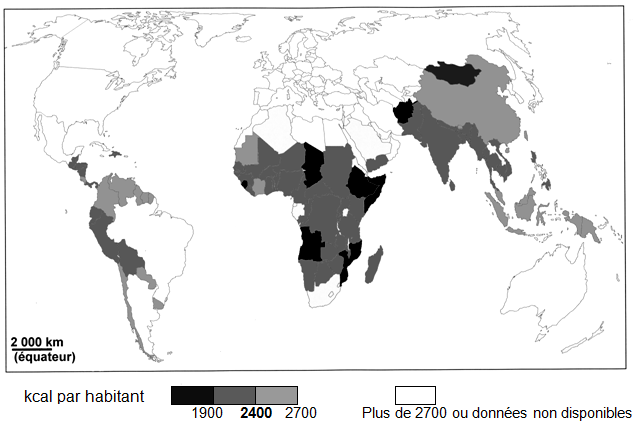 2 000 km
(équateur)
kcal par habitant
1900 2400 2700
Plus de 2700 ou données non disponibles